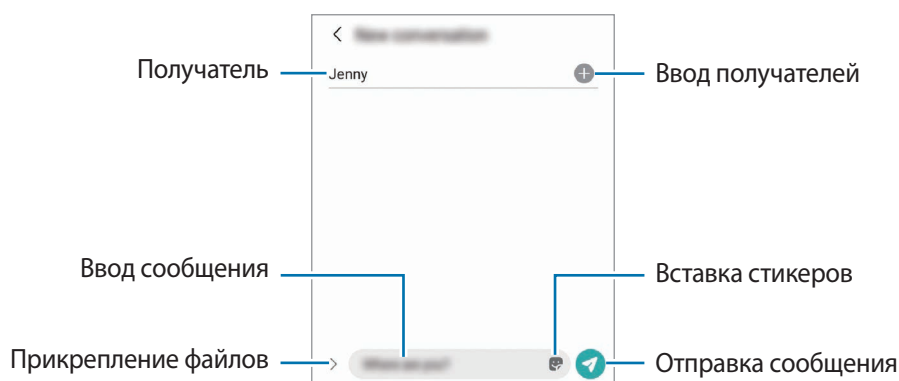 Получатель
Jenny
Ввод получателей
Ввод сообщения
Вставка стикеров
Прикрепление файлов
Отправка сообщения